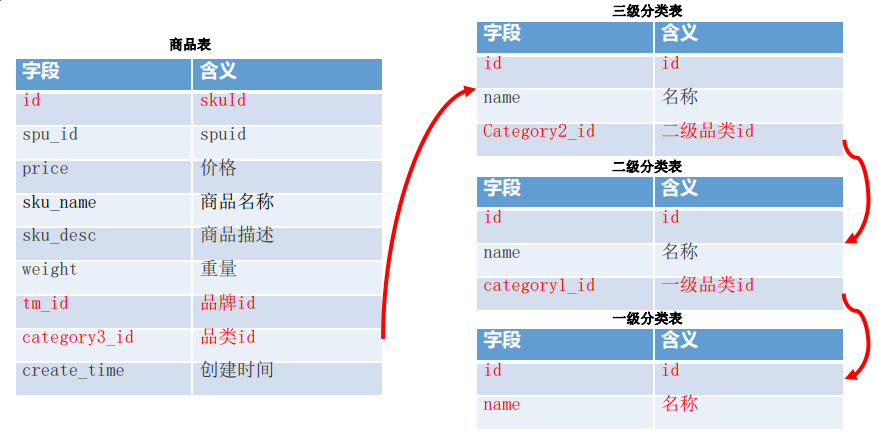 商品表
字段 含义
id skuId
spu_id spuid
price 价格
sku_name 商品名称
sku_desc 商品描述
weight 重量
tm_id 品牌id
category3_id 品类id
create_time 创建时间
三级分类表
字段 含义
id id
name 名称
Category2_id 二级品类id
二级分类表
字段 含义
id id
name 名称
category1_id 一级品类id
一级分类表
字段 含义
id id
name 名称